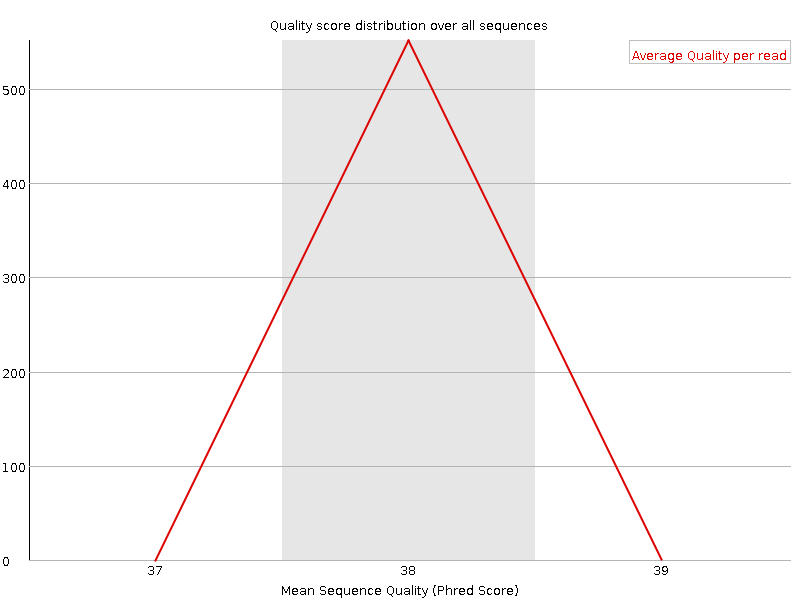 Quality score distribution over all sequences
Average Quality per read
500
400
300
200
100
0
37 38 39
Mean Sequence Quality (Phred Score)